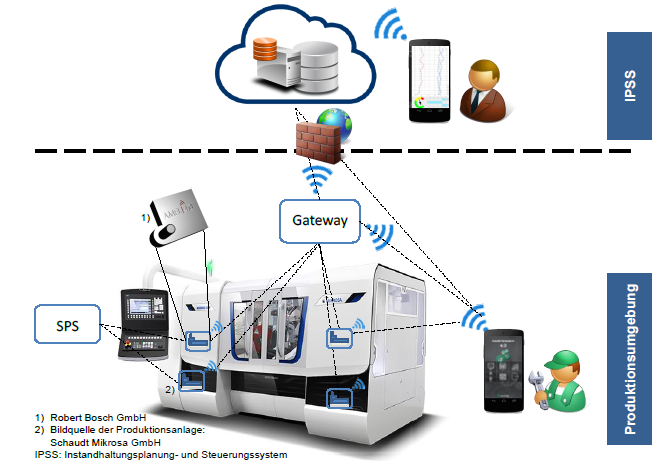 IPSS
Gateway
1)
SPS
2)
Produktionsumgebung
1) Robert Bosch GmbH
2) Bildquelle der Produktionsanlage:
Schaudt Mikrosa GmbH
IPSS: Instandhaltungsplanung- und Steuerungssystem